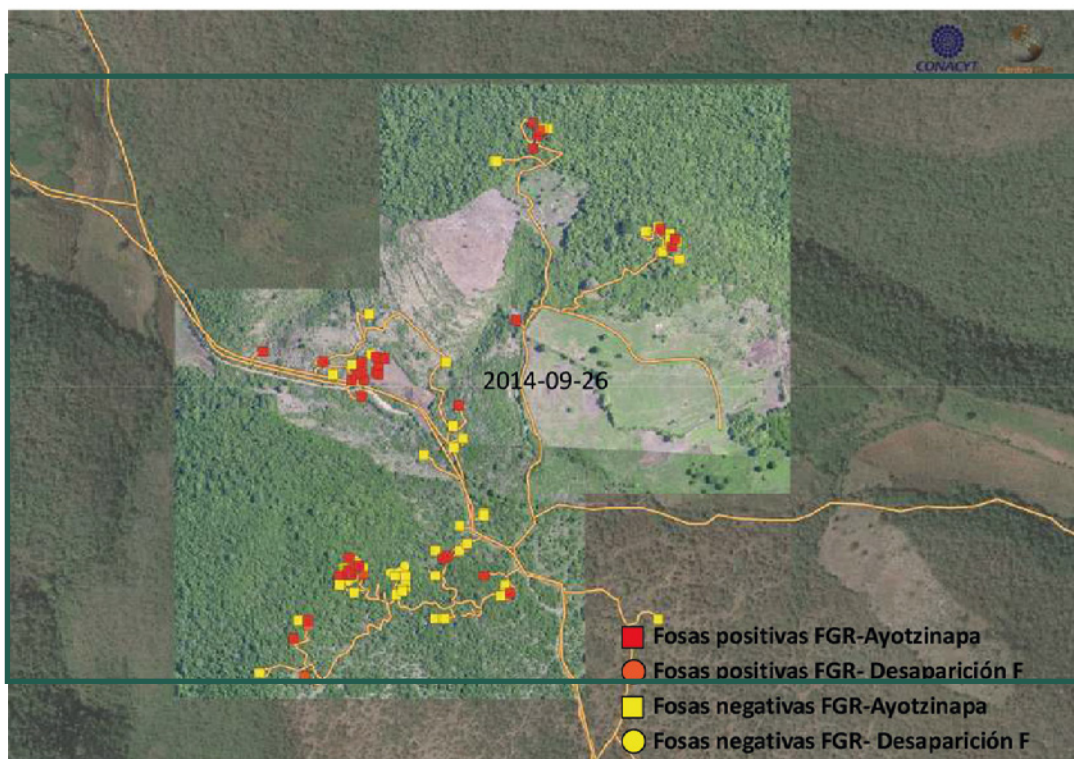 CONACYT
CentroGeo
2014-09-26
Fosas positivas FGR-Ayotzinapa
Fosas positivas FGR- Desaparición F
Fosas negativas FGR-Ayotzinapa
Fosas negativas FGR- Desaparición F